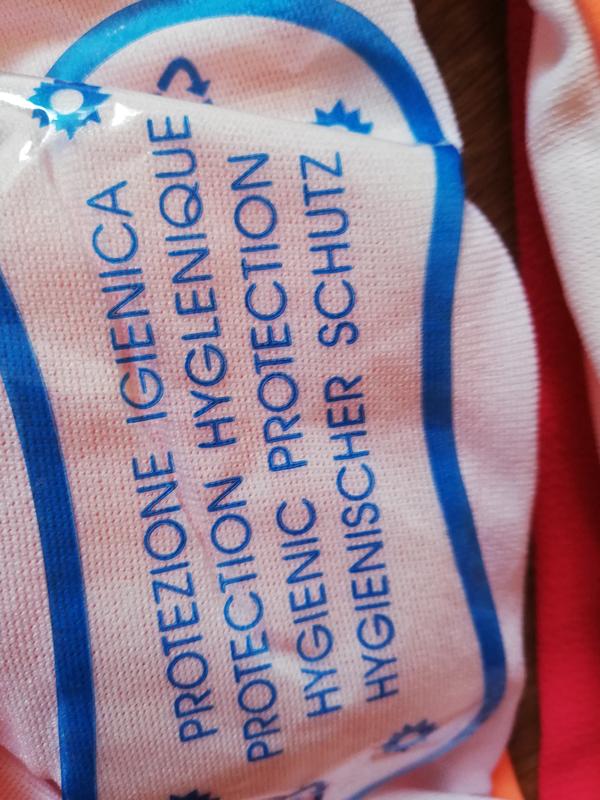 PROTEZIONE IGIENICA
PROTECTION HYGLENIQUE
HYGIENIC PROTECTION
HYGIENISCHER SCHUTZ